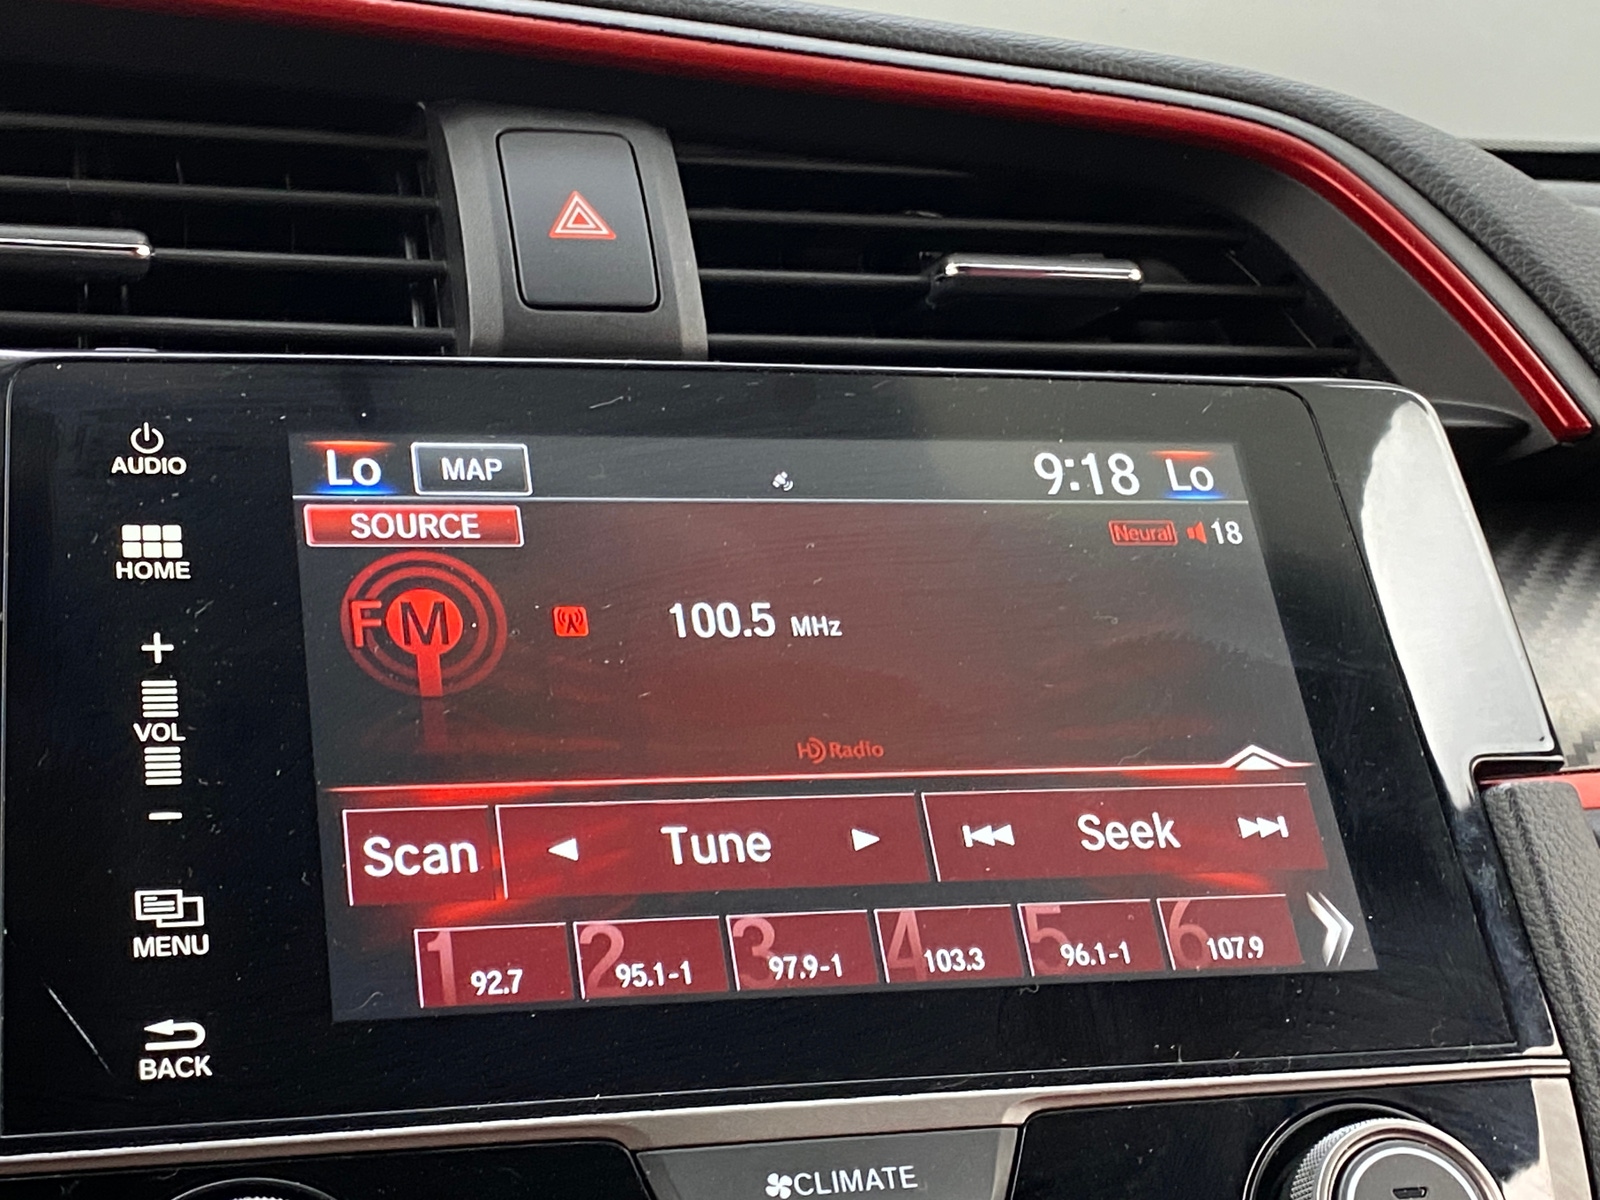 AUDIO
HOME
+
VOL
−
MENU
BACK
Lo MAP 9:18 Lo
SOURCE Neural 18
FM 100.5 MHz
HD Radio
Scan Tune Seek
1 92.7 2 95.1-1 3 97.9-1 4 103.3 5 96.1-1 6 107.9
CLIMATE